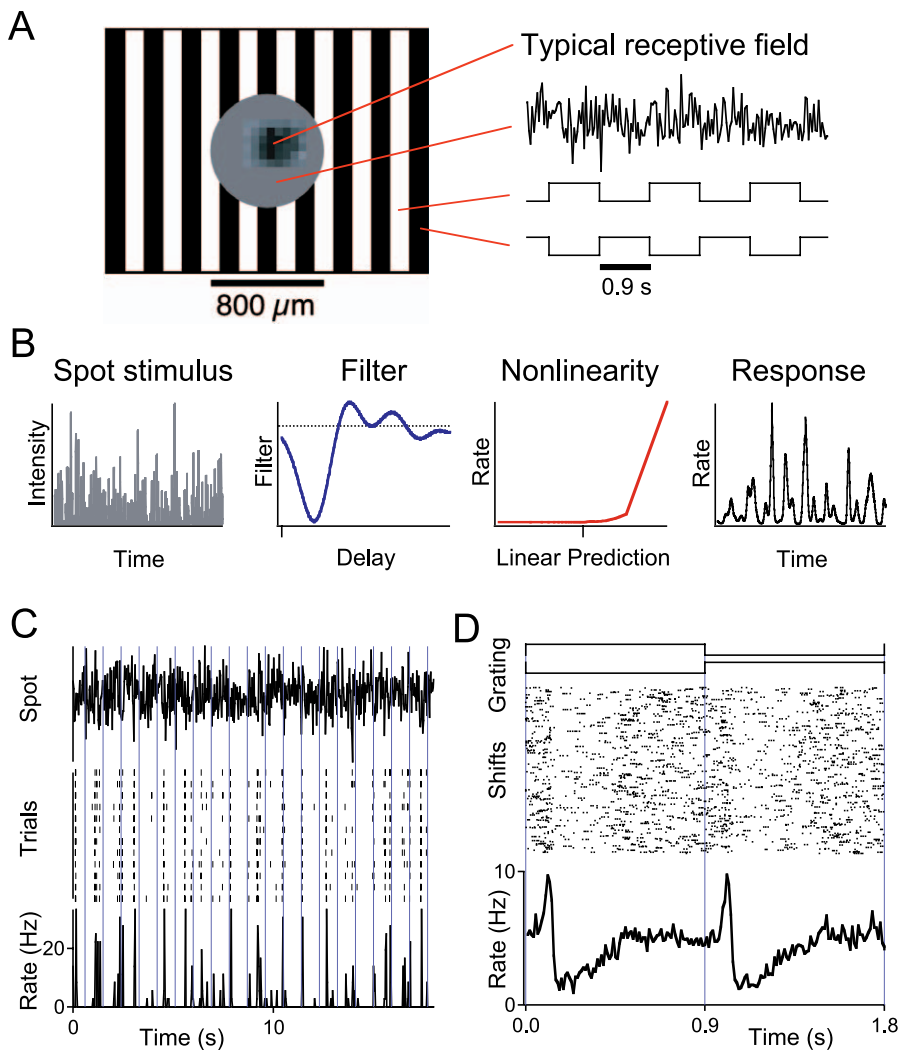 A
Typical receptive field
800 µm
0.9 s
B
Spot stimulus
Filter
Nonlinearity
Response
Intensity
Time
Filter
Delay
Rate
Linear Prediction
Rate
Time
C
Spot
Trials
Rate (Hz)
20
0
0
10
Time (s)
D
Grating
Shifts
Rate (Hz)
10
0
0.0
0.9
Time (s)
1.8